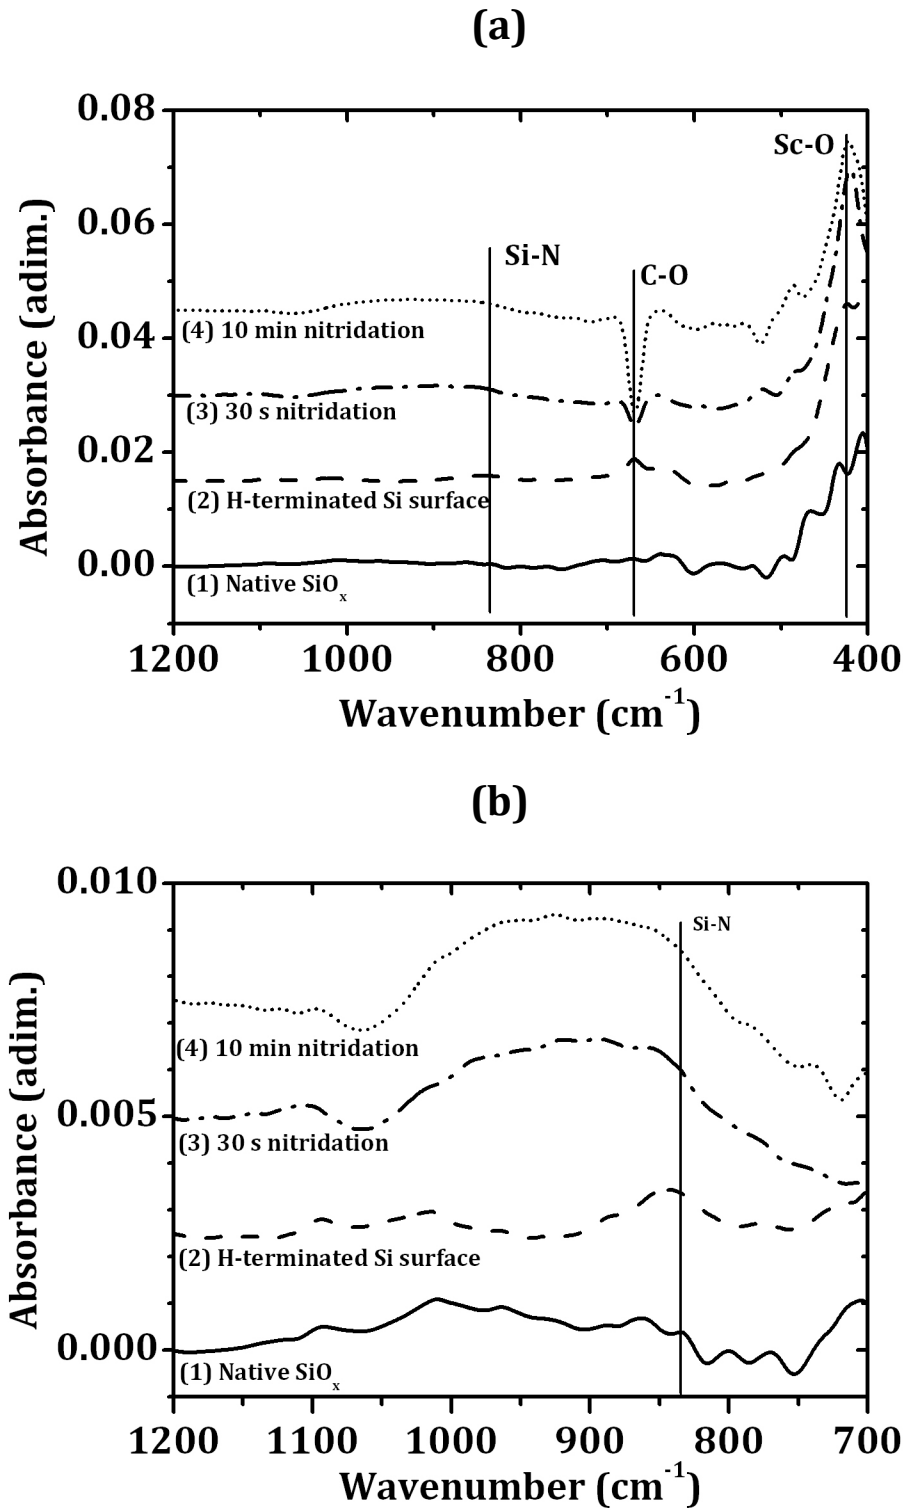 (a)
0.08
0.06
0.04
0.02
0.00
Absorbance (adim.)
Sc-O
Si-N
C-O
(4) 10 min nitridation
(3) 30 s nitridation
(2) H-terminated Si surface
(1) Native SiOₓ
1200 1000 800 600 400
Wavenumber (cm⁻¹)
(b)
0.010
0.005
0.000
Absorbance (adim.)
Si-N
(4) 10 min nitridation
(3) 30 s nitridation
(2) H-terminated Si surface
(1) Native SiOₓ
1200 1100 1000 900 800 700
Wavenumber (cm⁻¹)